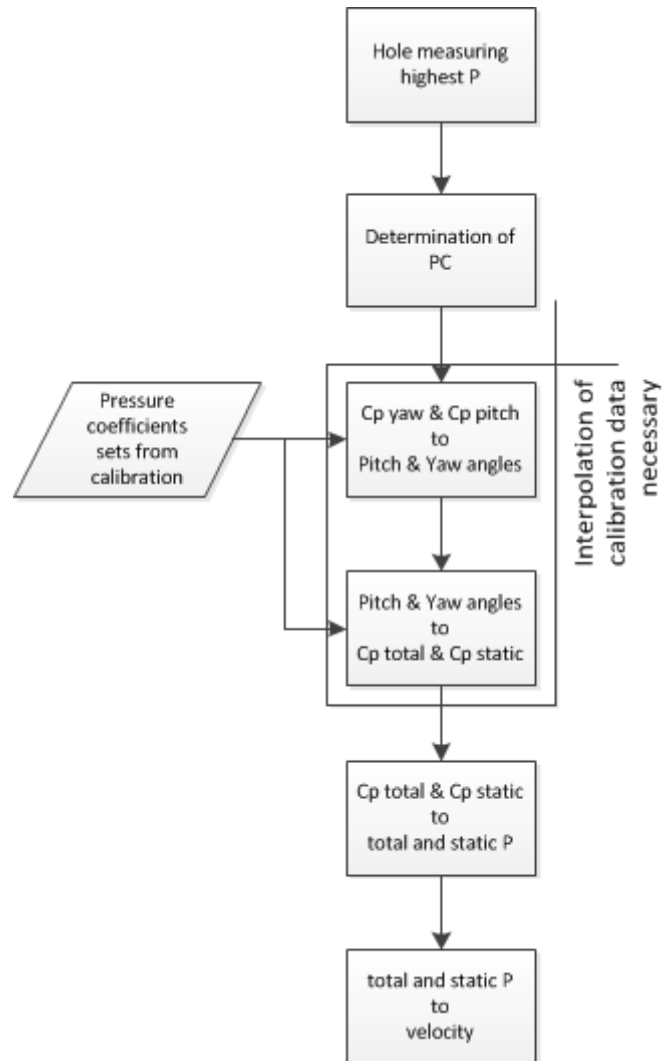 Hole measuring
highest P
Determination of
PC
Pressure
coefficients
sets from
calibration
Cp yaw & Cp pitch
to
Pitch & Yaw angles
Interpolation of
calibration data
necessary
Pitch & Yaw angles
to
Cp total & Cp static
Cp total & Cp static
to
total and static P
total and static P
to
velocity